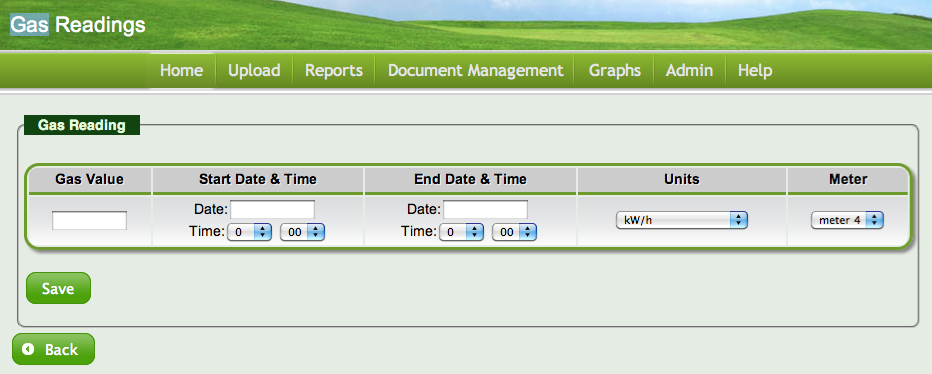 Gas Readings
Home Upload Reports Document Management Graphs Admin Help
Gas Reading
Gas Value Start Date & Time End Date & Time Units Meter
Date: Date:
Time: 0 00 Time: 0 00 kW/h meter 4
Save
Back